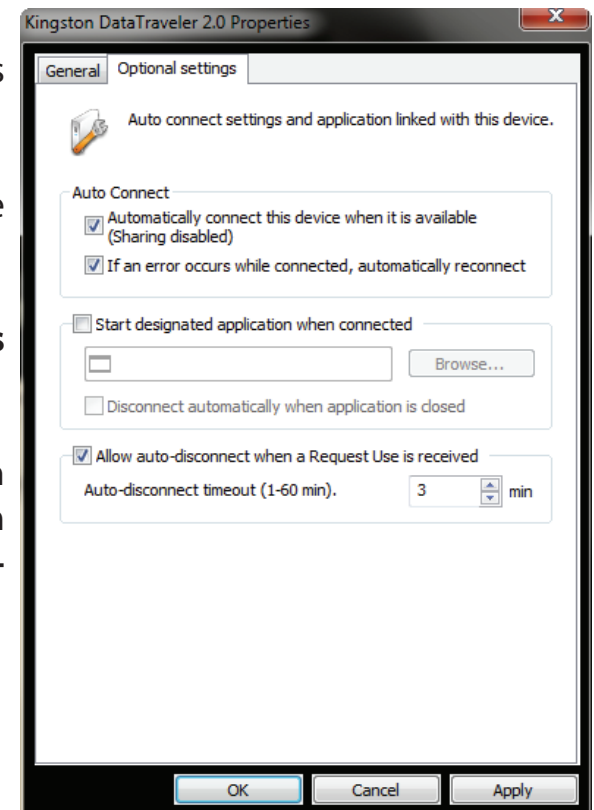 Kingston DataTraveler 2.0 Properties
x
General Optional settings
s
Auto connect settings and application linked with this device.
e
Auto Connect
Automatically connect this device when it is available
(Sharing disabled)
If an error occurs while connected, automatically reconnect
s
Start designated application when connected
Browse...
Disconnect automatically when application is closed
n
Allow auto-disconnect when a Request Use is received
Auto-disconnect timeout (1-60 min). 3 min
n
-
OK Cancel Apply